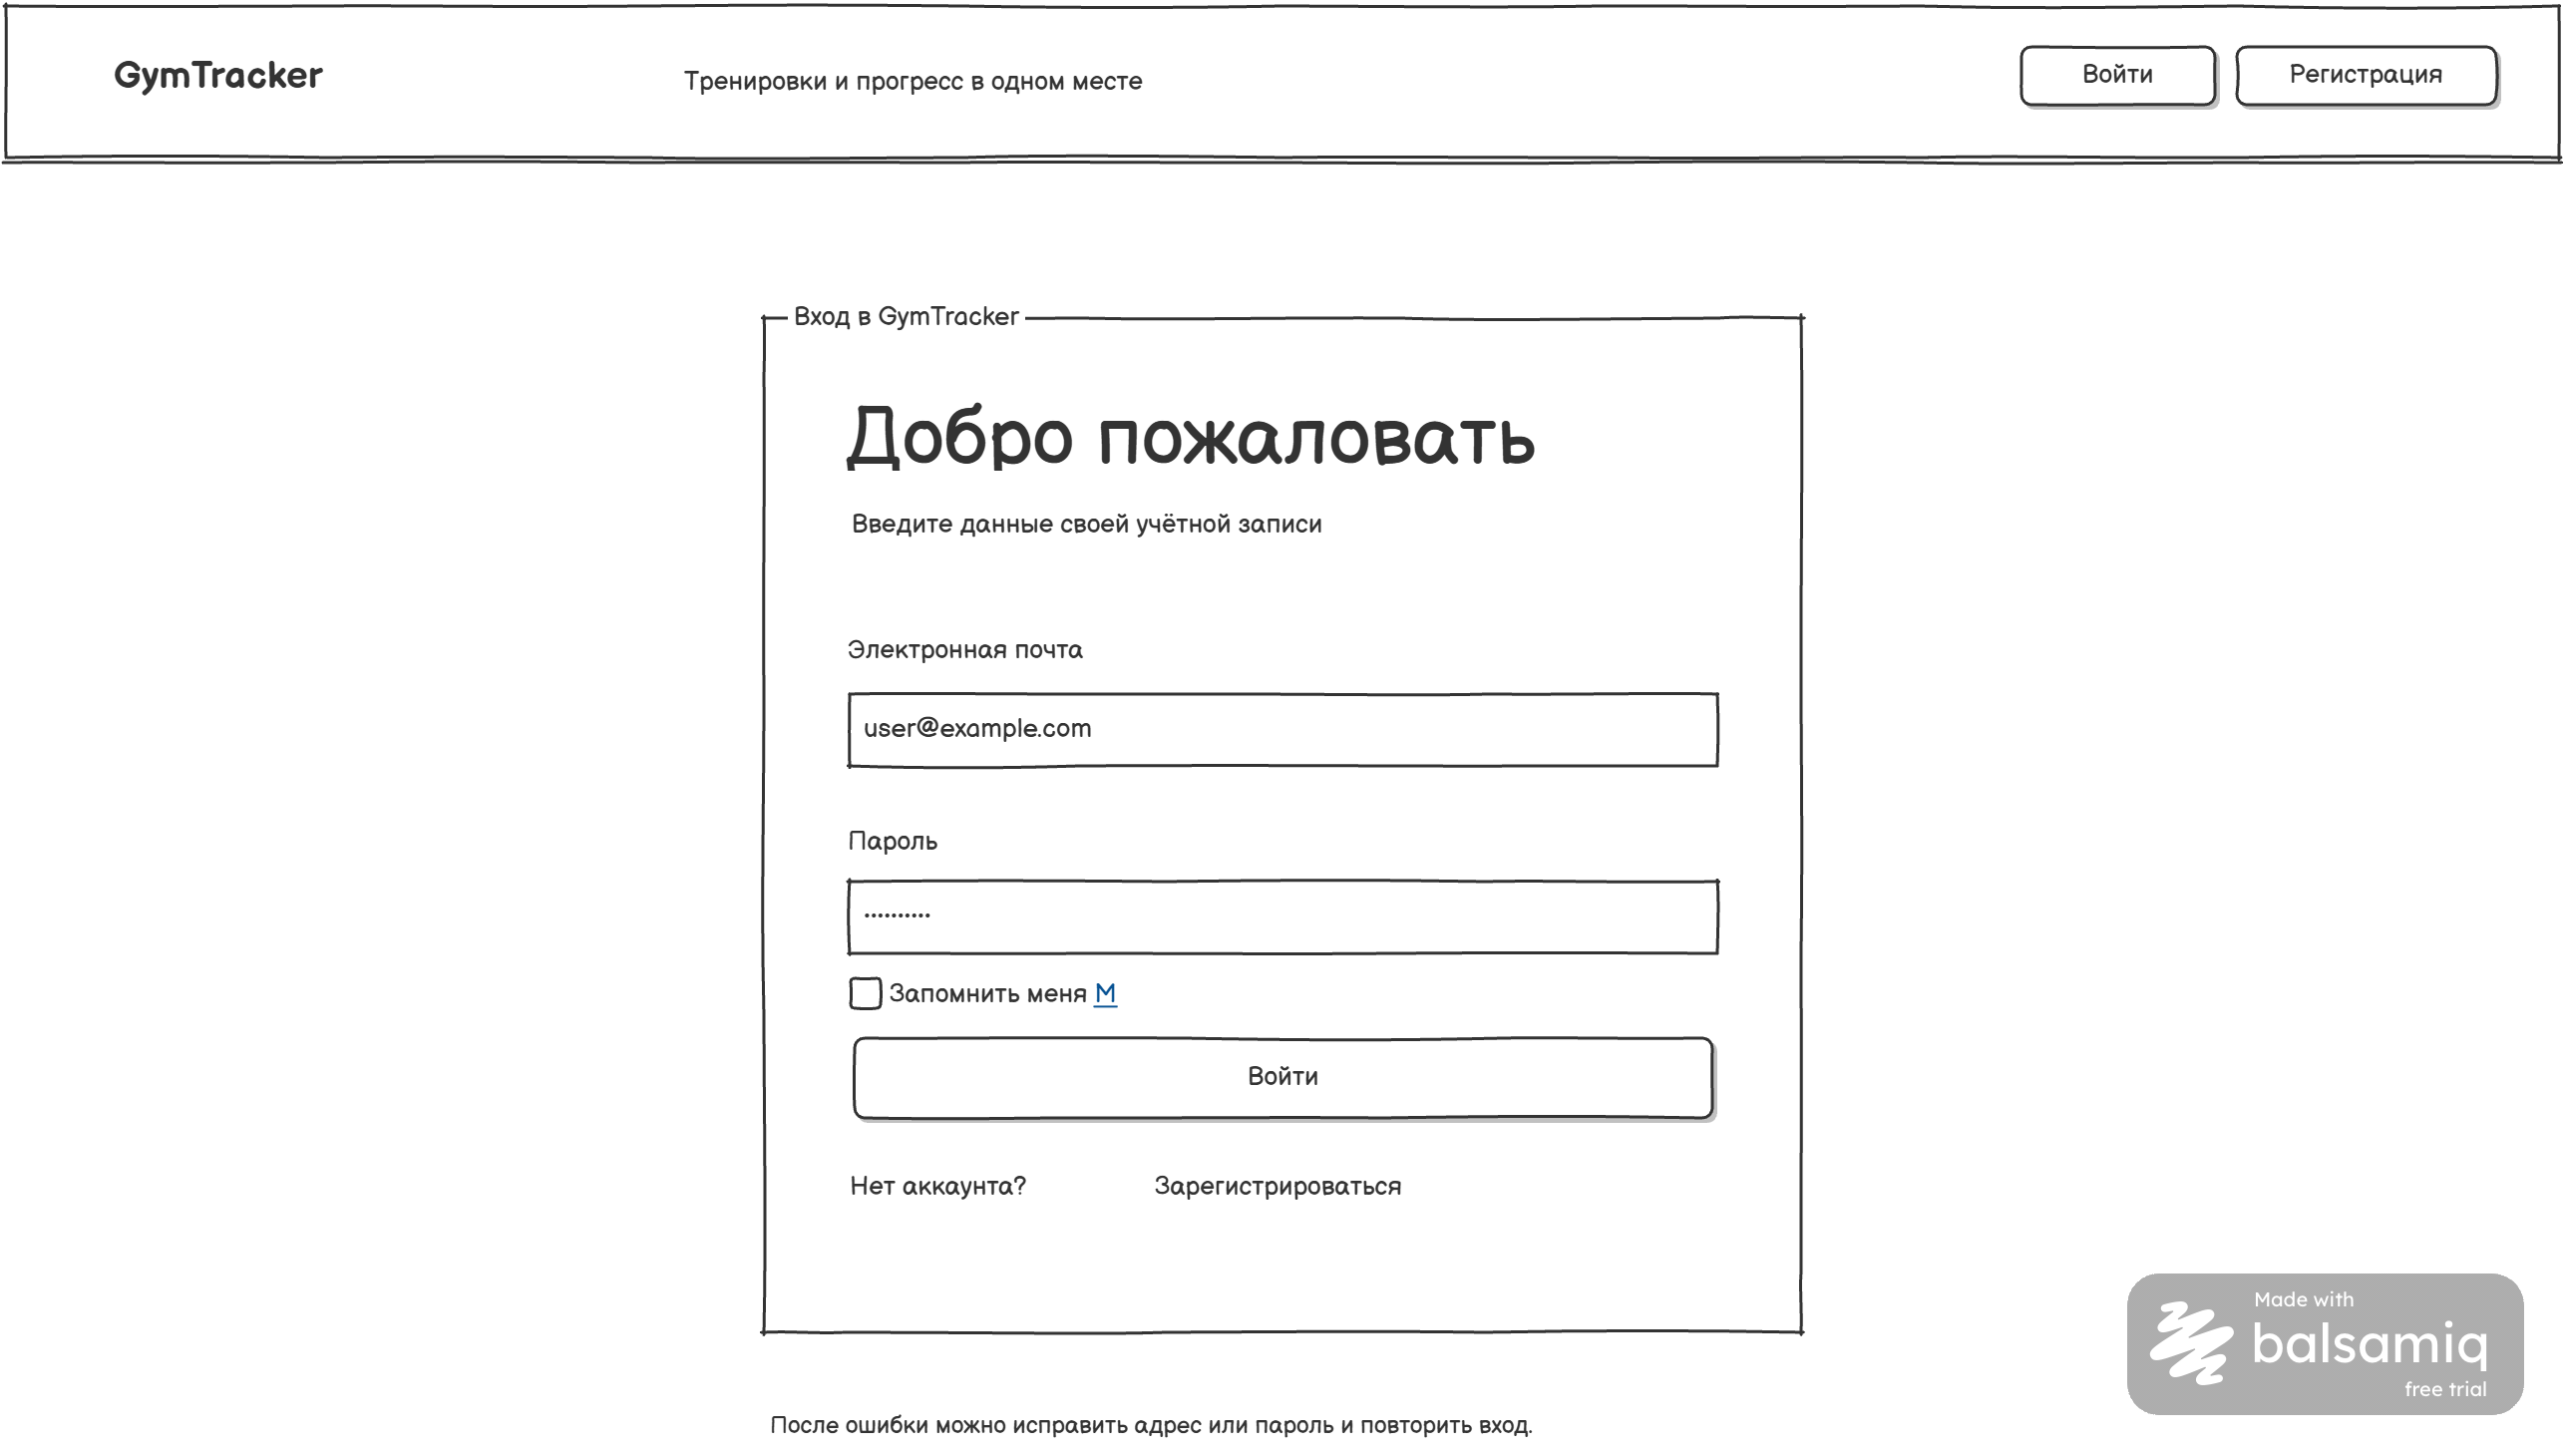 GymTracker
Тренировки и прогресс в одном месте
Войти
Регистрация
Вход в GymTracker
Добро пожаловать
Введите данные своей учётной записи
Электронная почта
user@example.com
Пароль
..........
Запомнить меня M
Войти
Нет аккаунта? Зарегистрироваться
После ошибки можно исправить адрес или пароль и повторить вход.
Made with
balsamiq
free trial